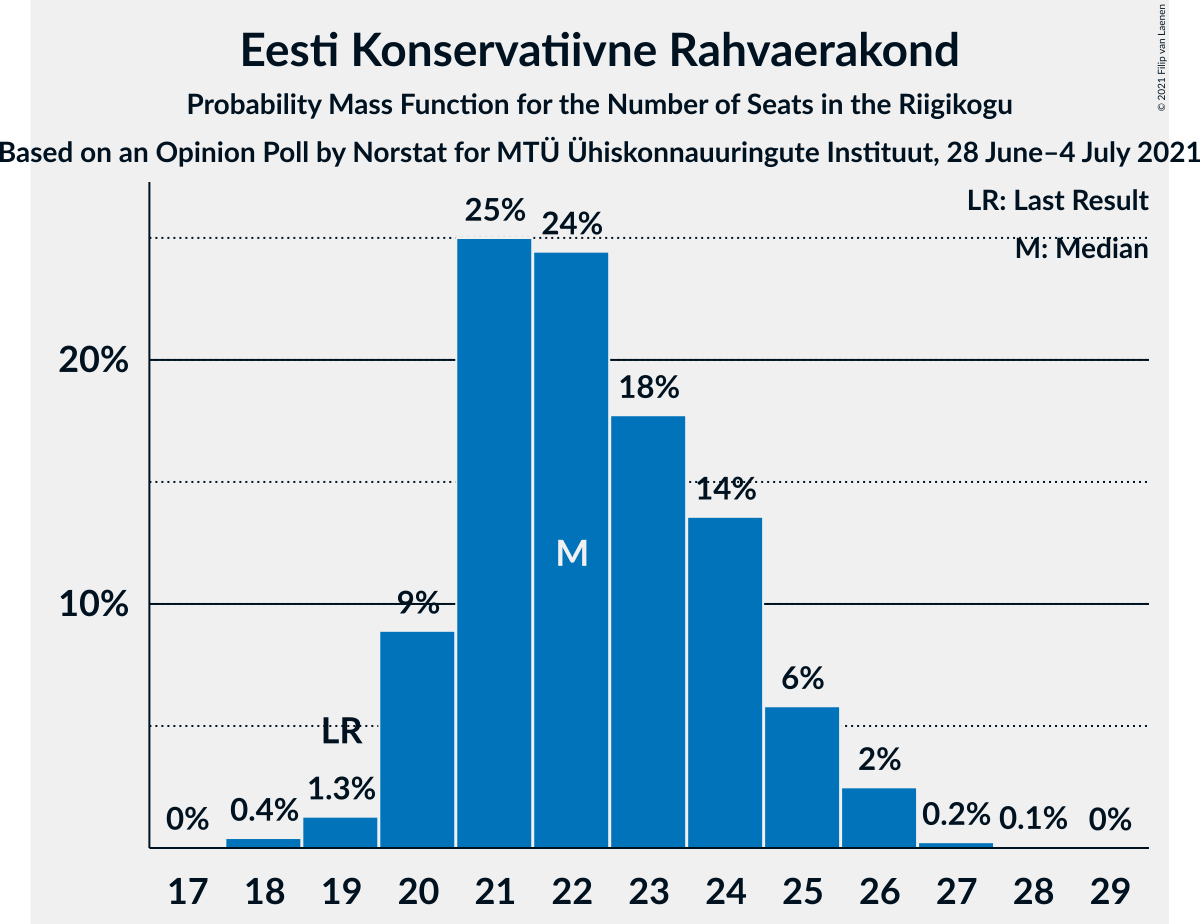 Eesti Konservatiivne Rahvaerakond
Probability Mass Function for the Number of Seats in the Riigikogu
Based on an Opinion Poll by Norstat for MTÜ Ühiskonnauuringute Instituut, 28 June–4 July 2021
© 2021 Filip van Laenen
LR: Last Result
M: Median
25%
24%
20%
18%
14%
M
10%
9%
6%
LR
2%
1.3%
0%
0.4%
0.2%
0.1%
0%
17 18 19 20 21 22 23 24 25 26 27 28 29